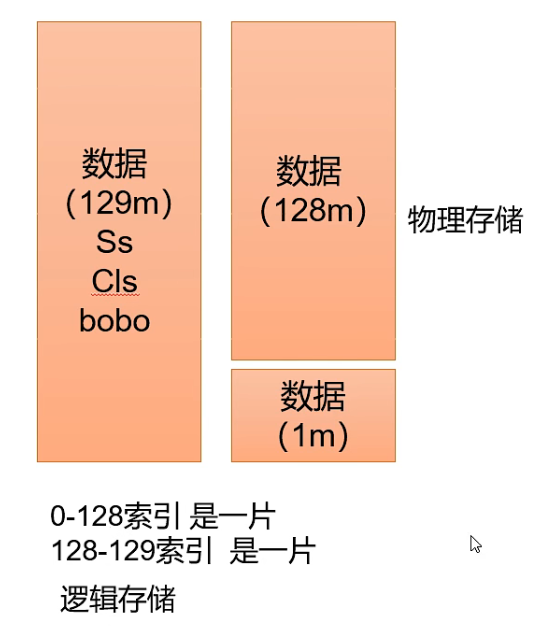 数据
（129m）
Ss
Cls
bobo
数据
（128m）
物理存储
数据
（1m）
0-128索引 是一片
128-129索引  是一片
逻辑存储